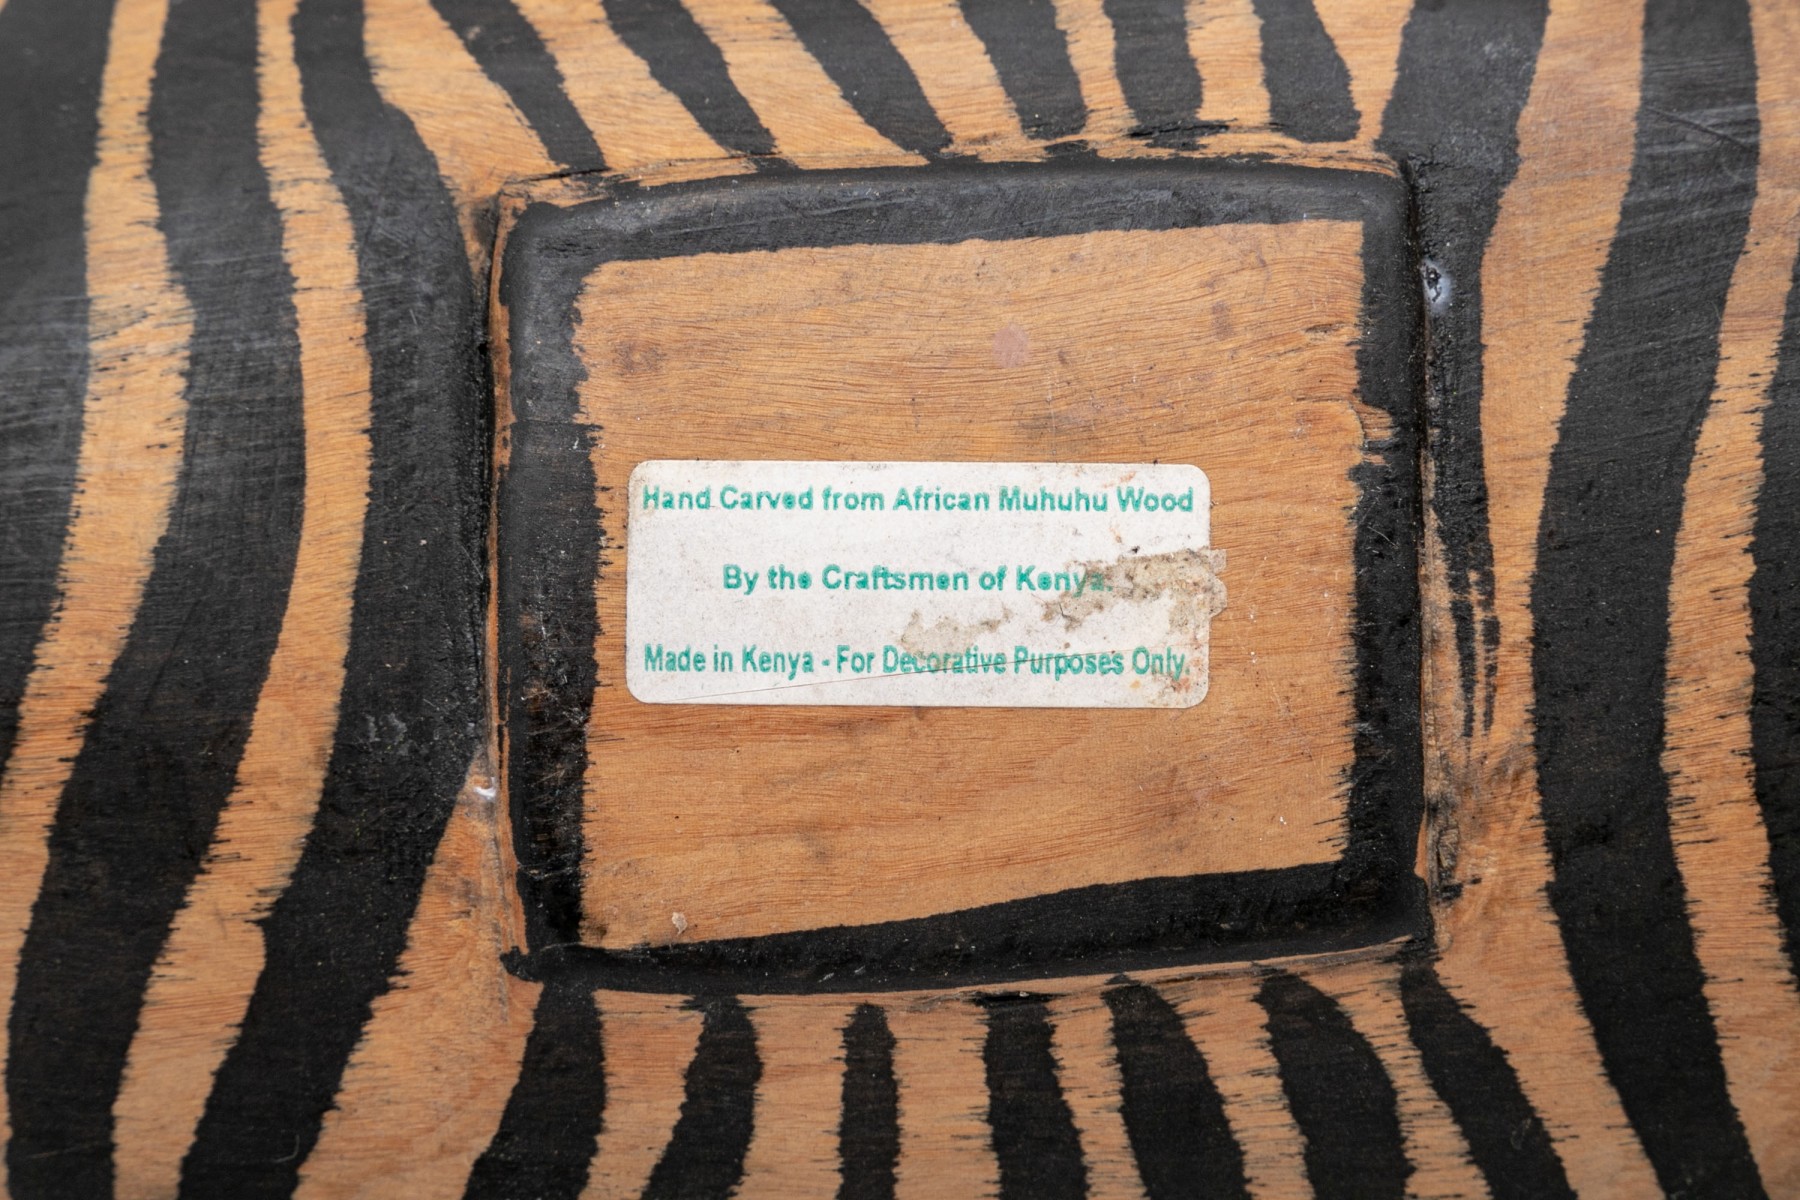 Hand Carved from African Muhuhu Wood
By the Craftsmen of Kenya.
Made in Kenya - For Decorative Purposes Only.